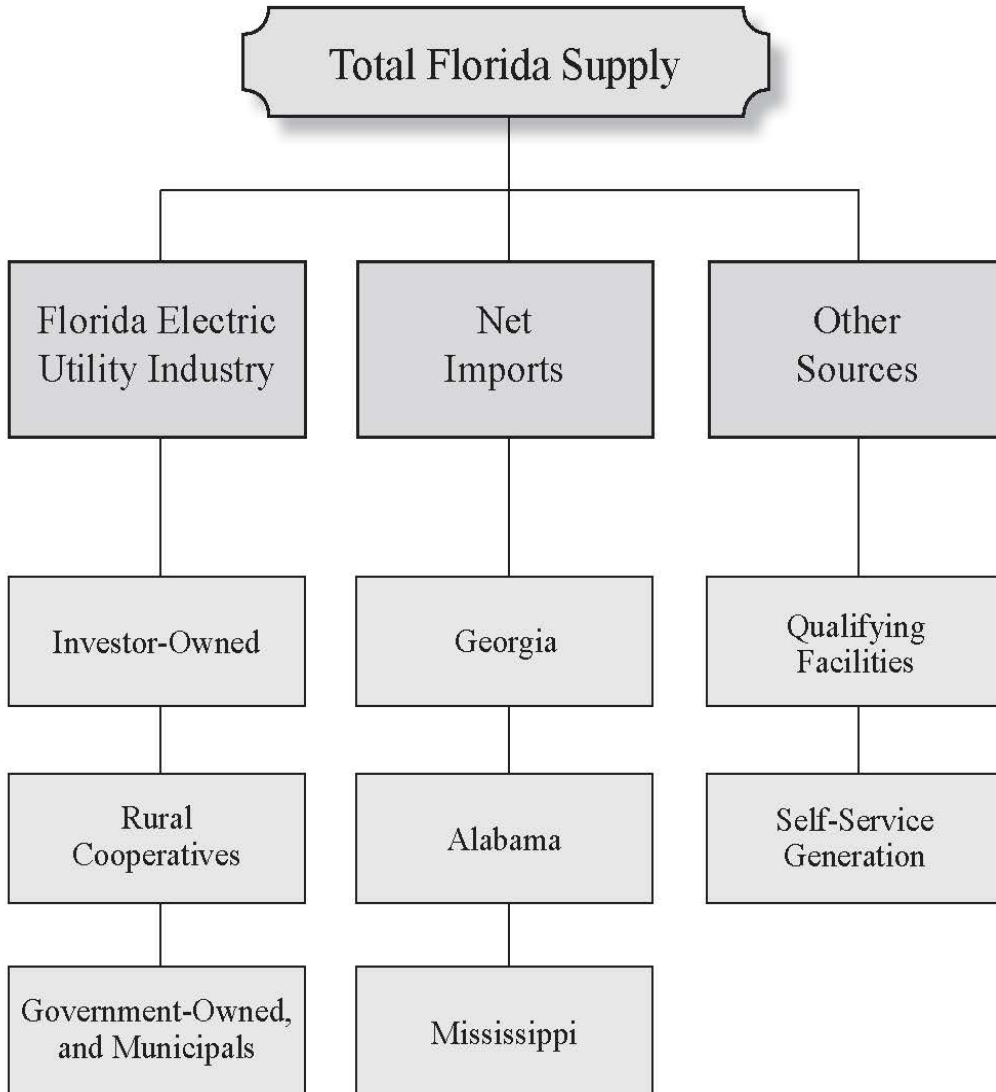 Total Florida Supply
Florida Electric
Utility Industry
Net
Imports
Other
Sources
Investor-Owned
Georgia
Qualifying
Facilities
Rural
Cooperatives
Alabama
Self-Service
Generation
Government-Owned,
and Municipals
Mississippi